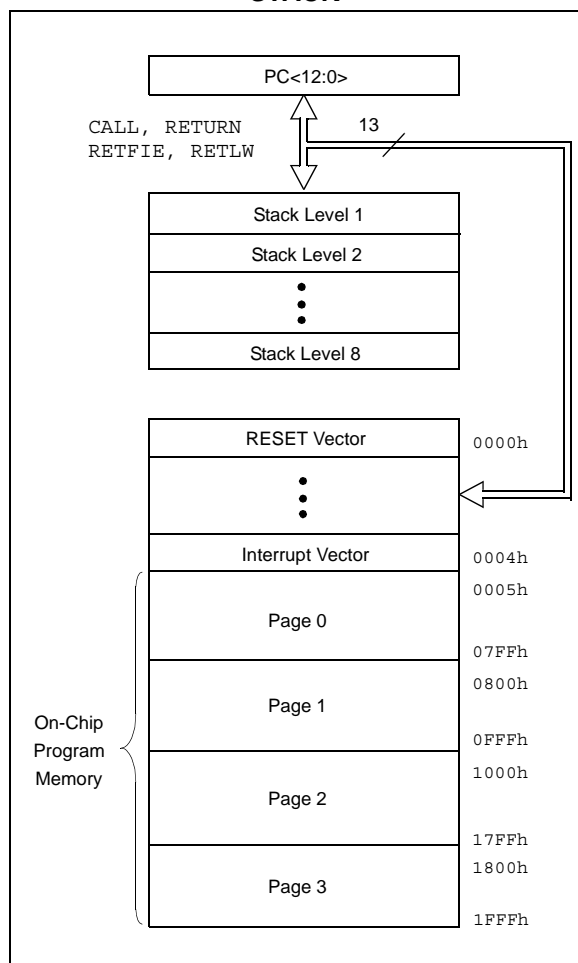 PC<12:0>
CALL, RETURN
RETFIE, RETLW
13
Stack Level 1
Stack Level 2
Stack Level 8
RESET Vector
0000h
Interrupt Vector
0004h
0005h
Page 0
07FFh
0800h
Page 1
0FFFh
On-Chip
Program
Memory
1000h
Page 2
17FFh
1800h
Page 3
1FFFh